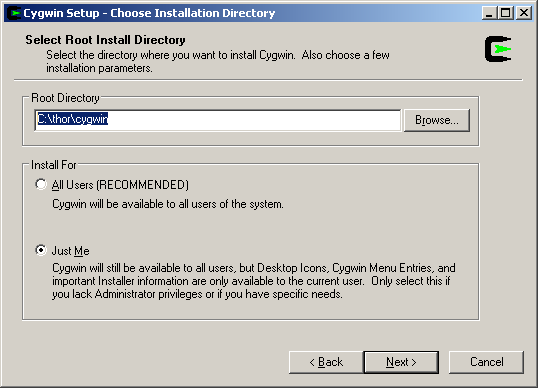 Cygwin Setup - Choose Installation Directory
Select Root Install Directory
Select the directory where you want to install Cygwin. Also choose a few
installation parameters.
Root Directory
C:\thor\cygwin
Browse...
Install For
All Users (RECOMMENDED)
Cygwin will be available to all users of the system.
Just Me
Cygwin will still be available to all users, but Desktop Icons, Cygwin Menu Entries, and
important Installer information are only available to the current user. Only select this if
you lack Administrator privileges or if you have specific needs.
< Back
Next >
Cancel